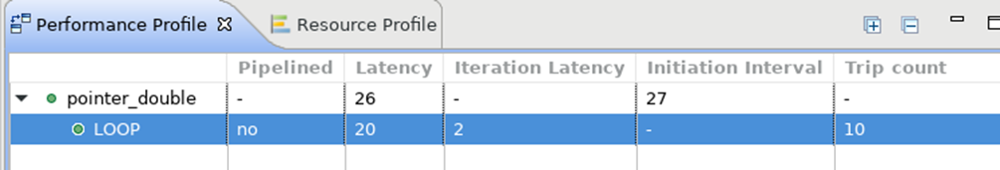 Performance Profile Resource Profile
Pipelined Latency Iteration Latency Initiation Interval Trip count
pointer_double - 26 - 27 -
LOOP no 20 2 - 10